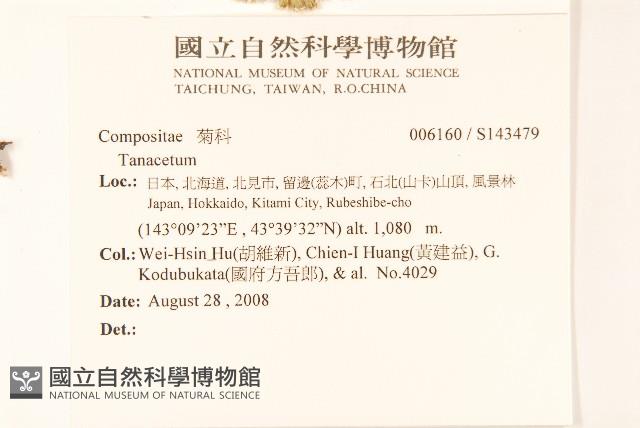 國立自然科學博物館
NATIONAL MUSEUM OF NATURAL SCIENCE
TAICHUNG, TAIWAN, R.O.CHINA
Compositae 菊科 006160 / S143479
Tanacetum
Loc.: 日本, 北海道, 北見市, 留邊(蕊木)町, 石北(山卡)山頂, 風景林
Japan, Hokkaido, Kitami City, Rubeshibe-cho
(143°09'23"E , 43°39'32"N) alt. 1,080 m.
Col.: Wei-Hsin Hu(胡維新), Chien-I Huang(黃建益), G.
Kodubukata(國府方吾郎), & al. No.4029
Date: August 28 , 2008
Det.:
國立自然科學博物館
NATIONAL MUSEUM OF NATURAL SCIENCE